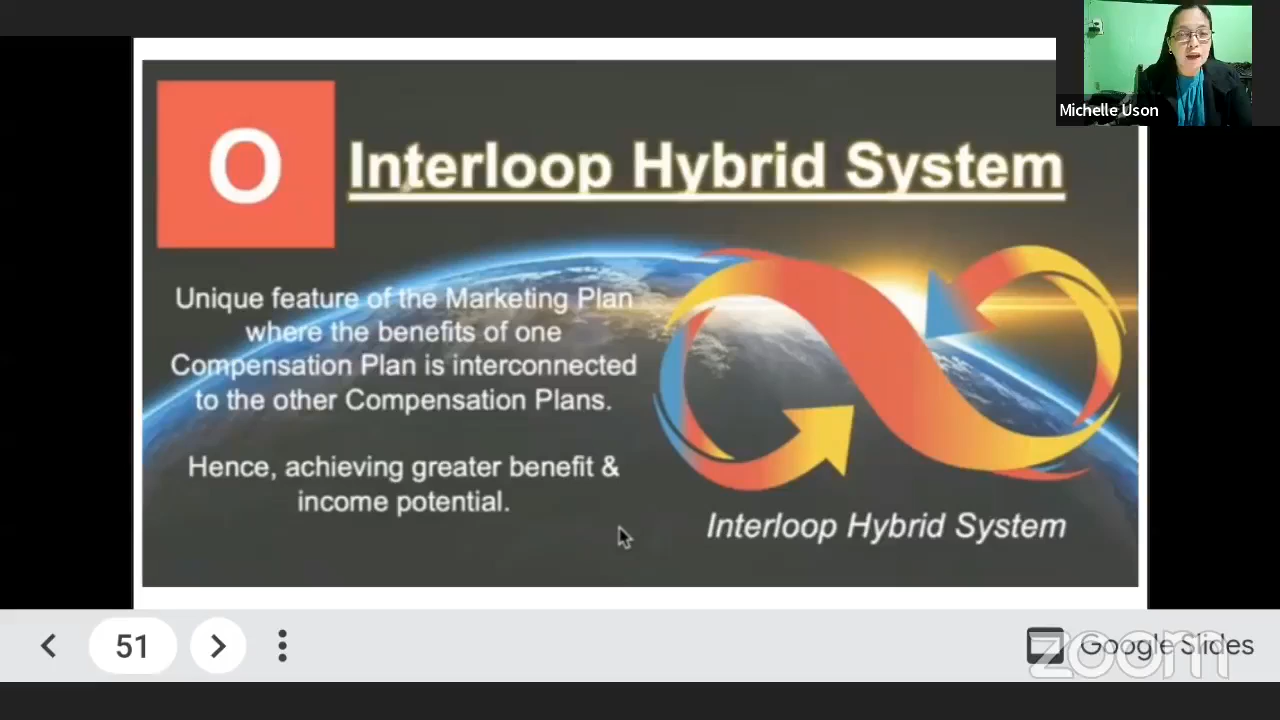 Michelle Uson
O
Interloop Hybrid System
Unique feature of the Marketing Plan
where the benefits of one
Compensation Plan is interconnected
to the other Compensation Plans.
Hence, achieving greater benefit &
income potential.
Interloop Hybrid System
51
Google Slides
zoom